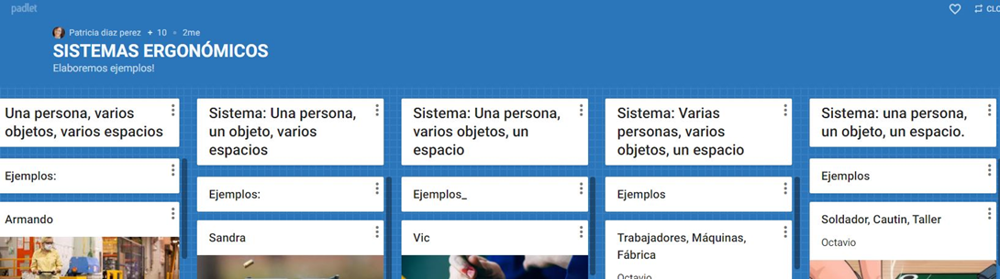 padlet
CLO
Patricia diaz perez + 10 • 2me
SISTEMAS ERGONÓMICOS
Elaboremos ejemplos!
Una persona, varios
objetos, varios espacios
Ejemplos:
Armando
Sistema: Una persona,
un objeto, varios
espacios
Ejemplos:
Sandra
Sistema: Una persona,
varios objetos, un
espacio
Ejemplos_
Vic
Sistema: Varias
personas, varios
objetos, un espacio
Ejemplos
Trabajadores, Máquinas,
Fábrica
Octavio
Sistema: una persona,
un objeto, un espacio.
Ejemplos
Soldador, Cautin, Taller
Octavio